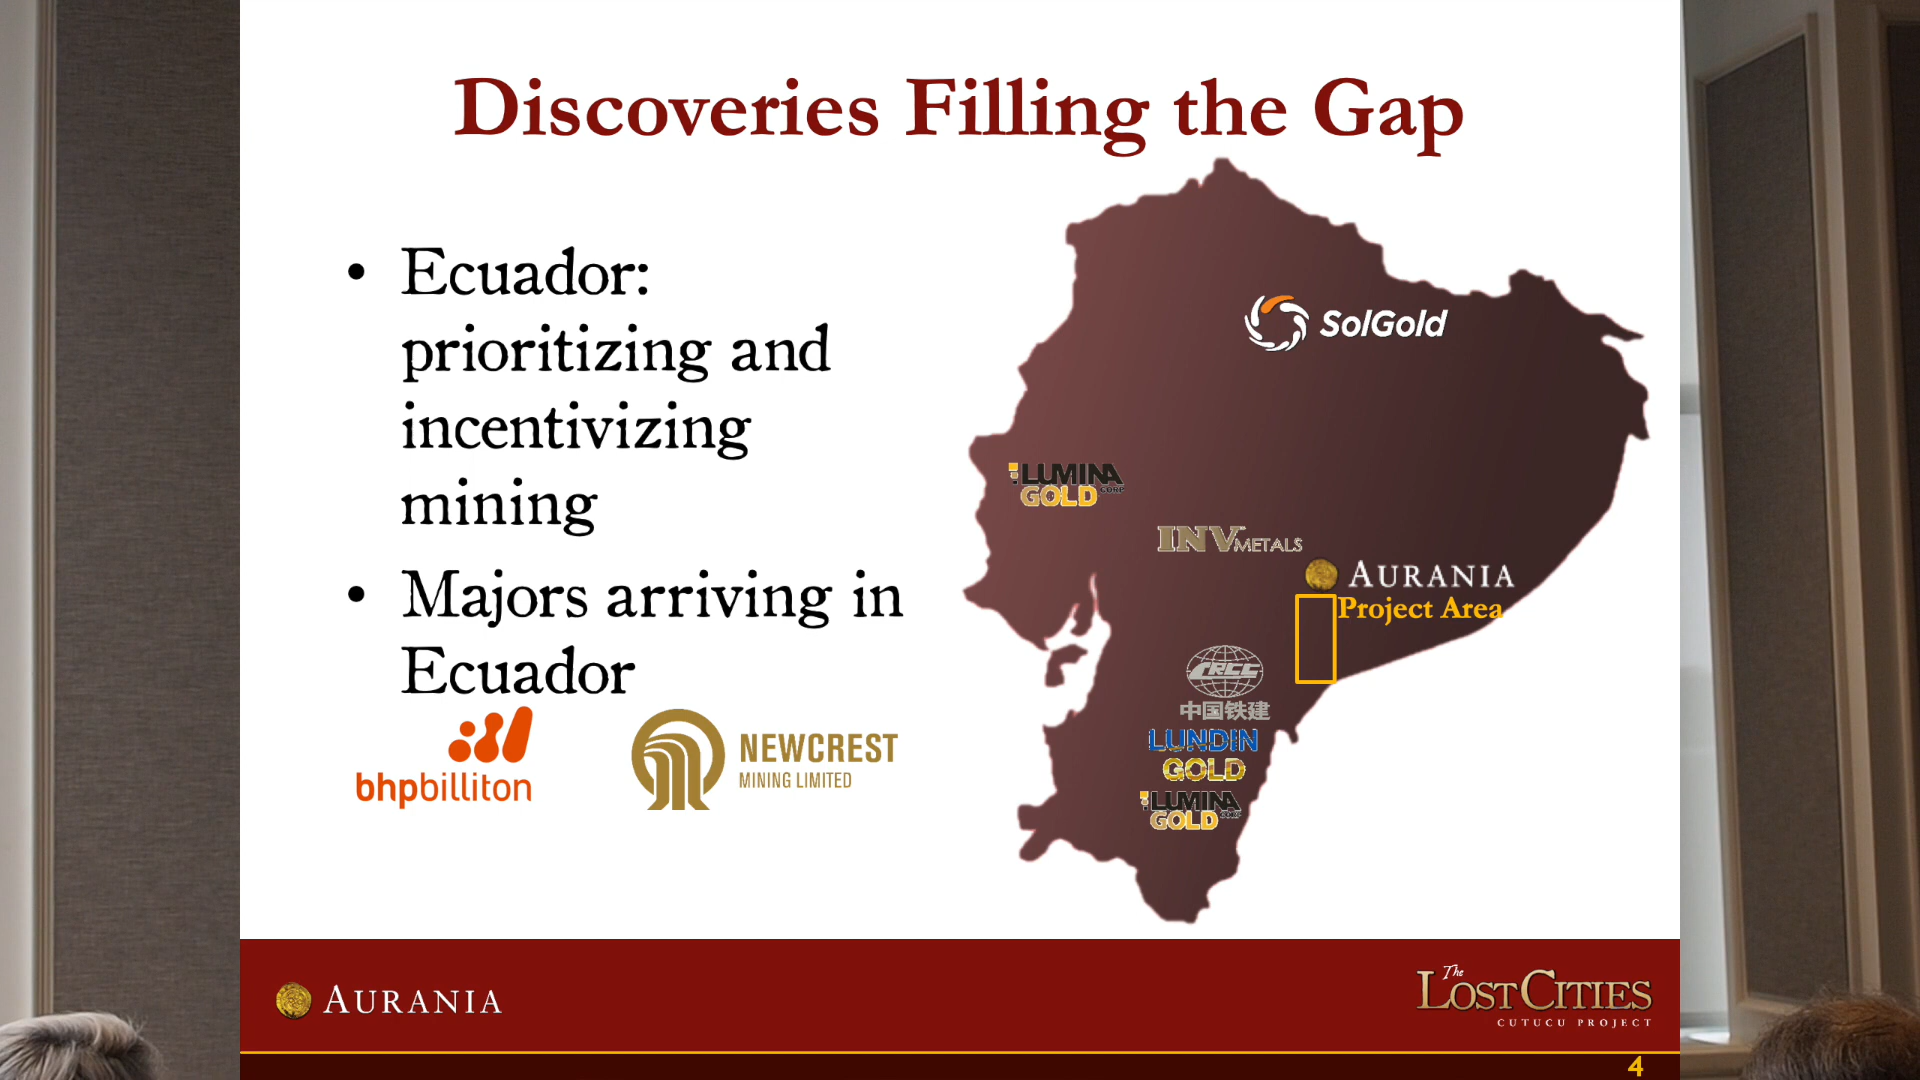 Discoveries Filling the Gap
• Ecuador:
prioritizing and
incentivizing
mining
• Majors arriving in
Ecuador
bhpbilliton
NEWCREST
MINING LIMITED
SolGold
LUMINA
GOLD CORP
INV METALS
AURANIA
Project Area
CRCC
中国铁建
LUNDIN
GOLD
LUMINA
GOLD CORP
AURANIA
The
LOST CITIES
CUTUCU PROJECT
4